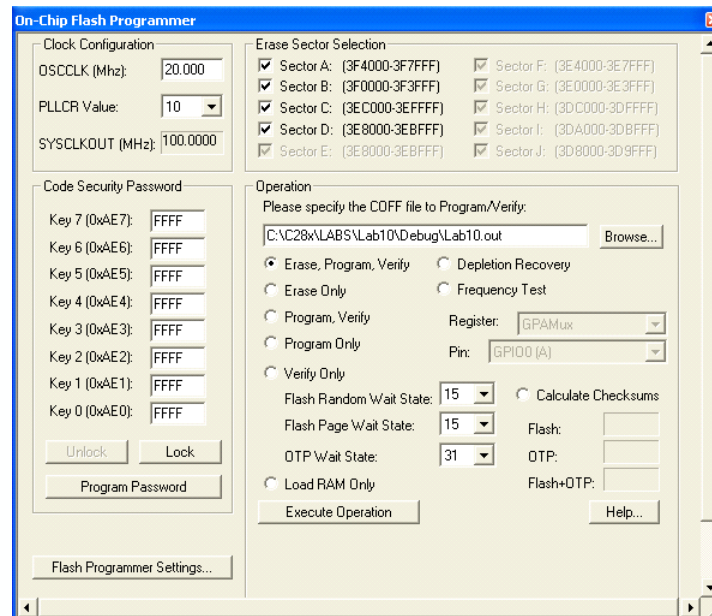 On-Chip Flash Programmer
Clock Configuration
OSCCLK (Mhz): 20.000
PLLCR Value: 10
SYSCLKOUT (MHz): 100.0000
Erase Sector Selection
Sector A: (3F4000-3F7FFF) Sector F: (3E4000-3E7FFF)
Sector B: (3F0000-3F3FFF) Sector G: (3E0000-3E3FFF)
Sector C: (3EC000-3EFFFF) Sector H: (3DC000-3DFFFF)
Sector D: (3E8000-3EBFFF) Sector I: (3DA000-3DBFFF)
Sector E: (3E8000-3EBFFF) Sector J: (3D8000-3D9FFF)
Code Security Password
Key 7 (0xAE7): FFFF
Key 6 (0xAE6): FFFF
Key 5 (0xAE5): FFFF
Key 4 (0xAE4): FFFF
Key 3 (0xAE3): FFFF
Key 2 (0xAE2): FFFF
Key 1 (0xAE1): FFFF
Key 0 (0xAE0): FFFF
Unlock Lock
Program Password
Flash Programmer Settings...
Operation
Please specify the COFF file to Program/Verify:
C:\C28x\LABS\Lab10\Debug\Lab10.out Browse...
Erase, Program, Verify Depletion Recovery
Erase Only Frequency Test
Program, Verify Register: GPAMux
Program Only Pin: GPIO0 (A)
Verify Only
Flash Random Wait State: 15 Calculate Checksums
Flash Page Wait State: 15 Flash:
OTP Wait State: 31 OTP:
Load RAM Only Flash+OTP:
Execute Operation Help...